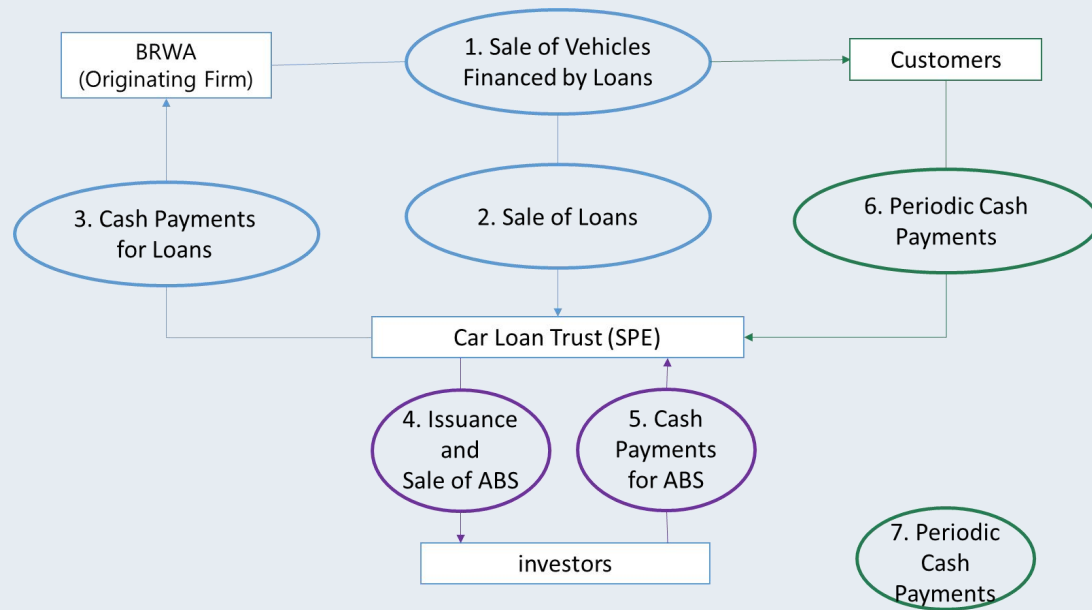 BRWA
(Originating Firm)
1. Sale of Vehicles
Financed by Loans
Customers
3. Cash Payments
for Loans
2. Sale of Loans
6. Periodic Cash
Payments
Car Loan Trust (SPE)
4. Issuance
and
Sale of ABS
5. Cash
Payments
for ABS
investors
7. Periodic
Cash
Payments